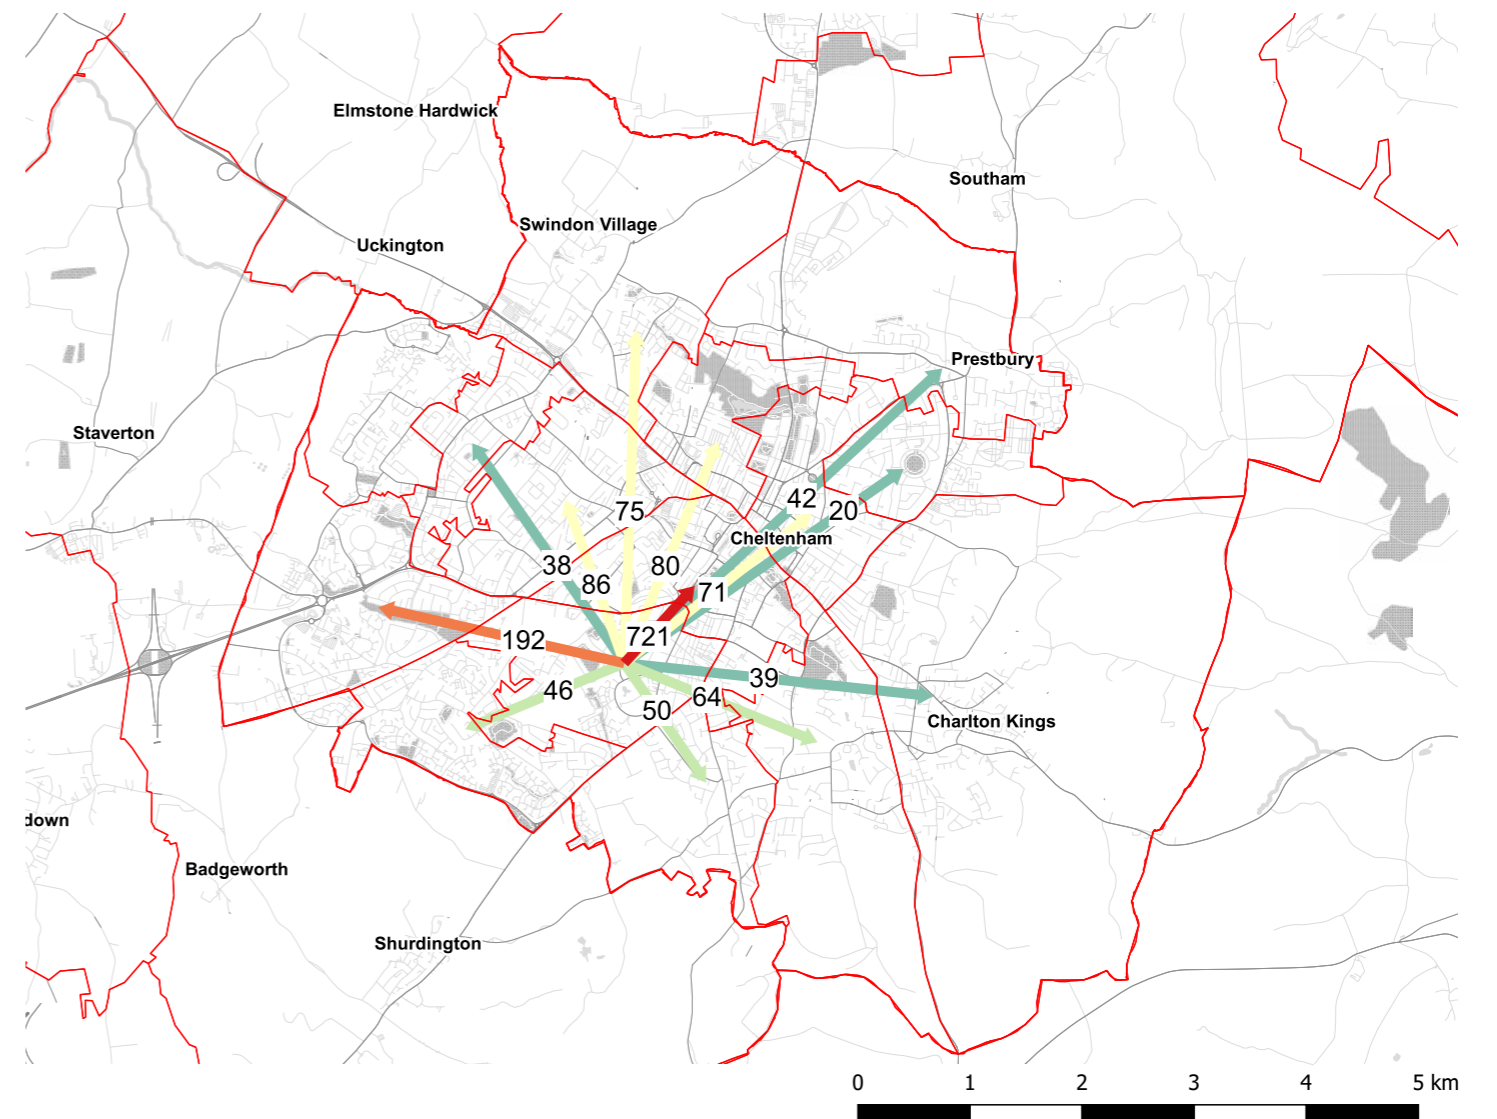 Elmstone Hardwick
Southam
Swindon Village
Uckington
Prestbury
Staverton
42
75
20
Cheltenham
38
80
86
71
721
192
39
46
64
50
Charlton Kings
down
Badgeworth
Shurdington
0 1 2 3 4 5 km